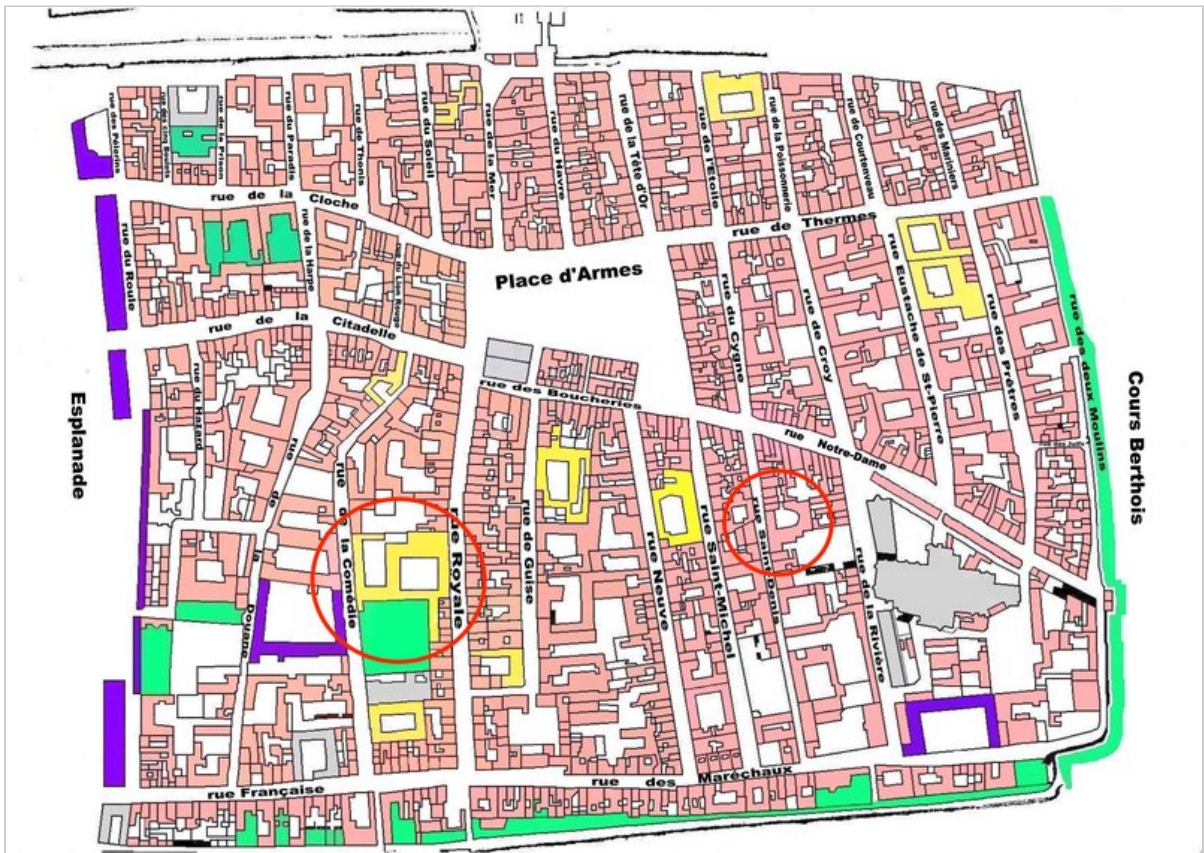 rue des Pélerins
rue de la Prison
rue du Paradis
rue de Thonis
rue du Soleil
rue de la Mer
rue du Havre
rue de la Tête d'Or
rue de l'Etoile
rue de la Poissonnerie
rue de Courtenveau
rue des Mariniers
rue de la Cloche
rue de Thermes
rue du Roule
rue de la Harpe
rue du Lion Rouge
Place d'Armes
rue de la Citadelle
rue du Cygne
rue de Croy
rue Eustache de St-Pierre
rue des Prêtres
rue des deux Moulins
Cours Berthois
Esplanade
rue du Hazard
rue des Boucheries
rue Notre-Dame
rue de la Douane
rue de la Comédie
rue Royale
rue de Guise
rue Neuve
rue Saint-Michel
rue Saint-Denis
rue de la Rivière
rue Française
rue des Maréchaux